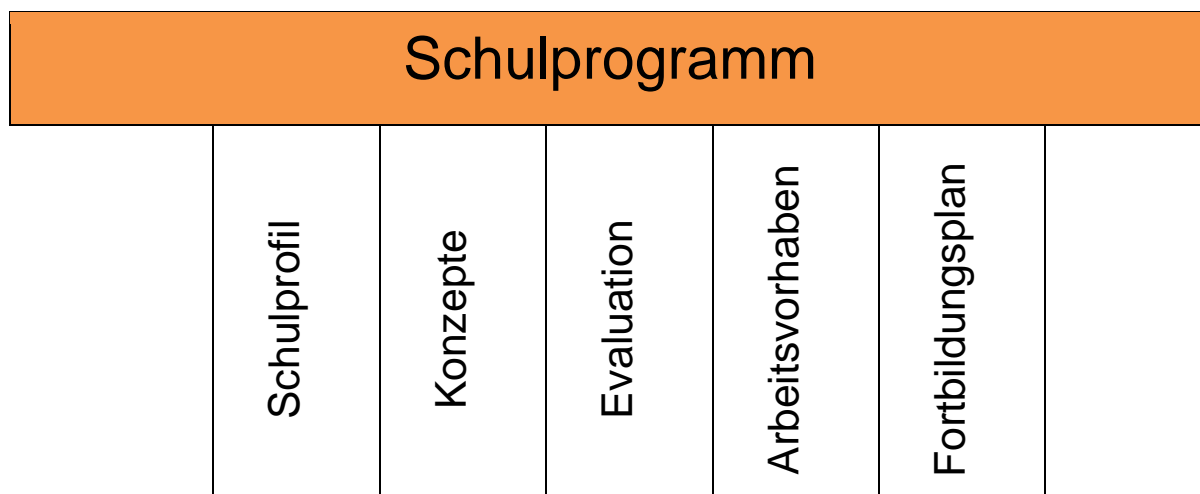 Schulprogramm
Schulprofil
Konzepte
Evaluation
Arbeitsvorhaben
Fortbildungsplan